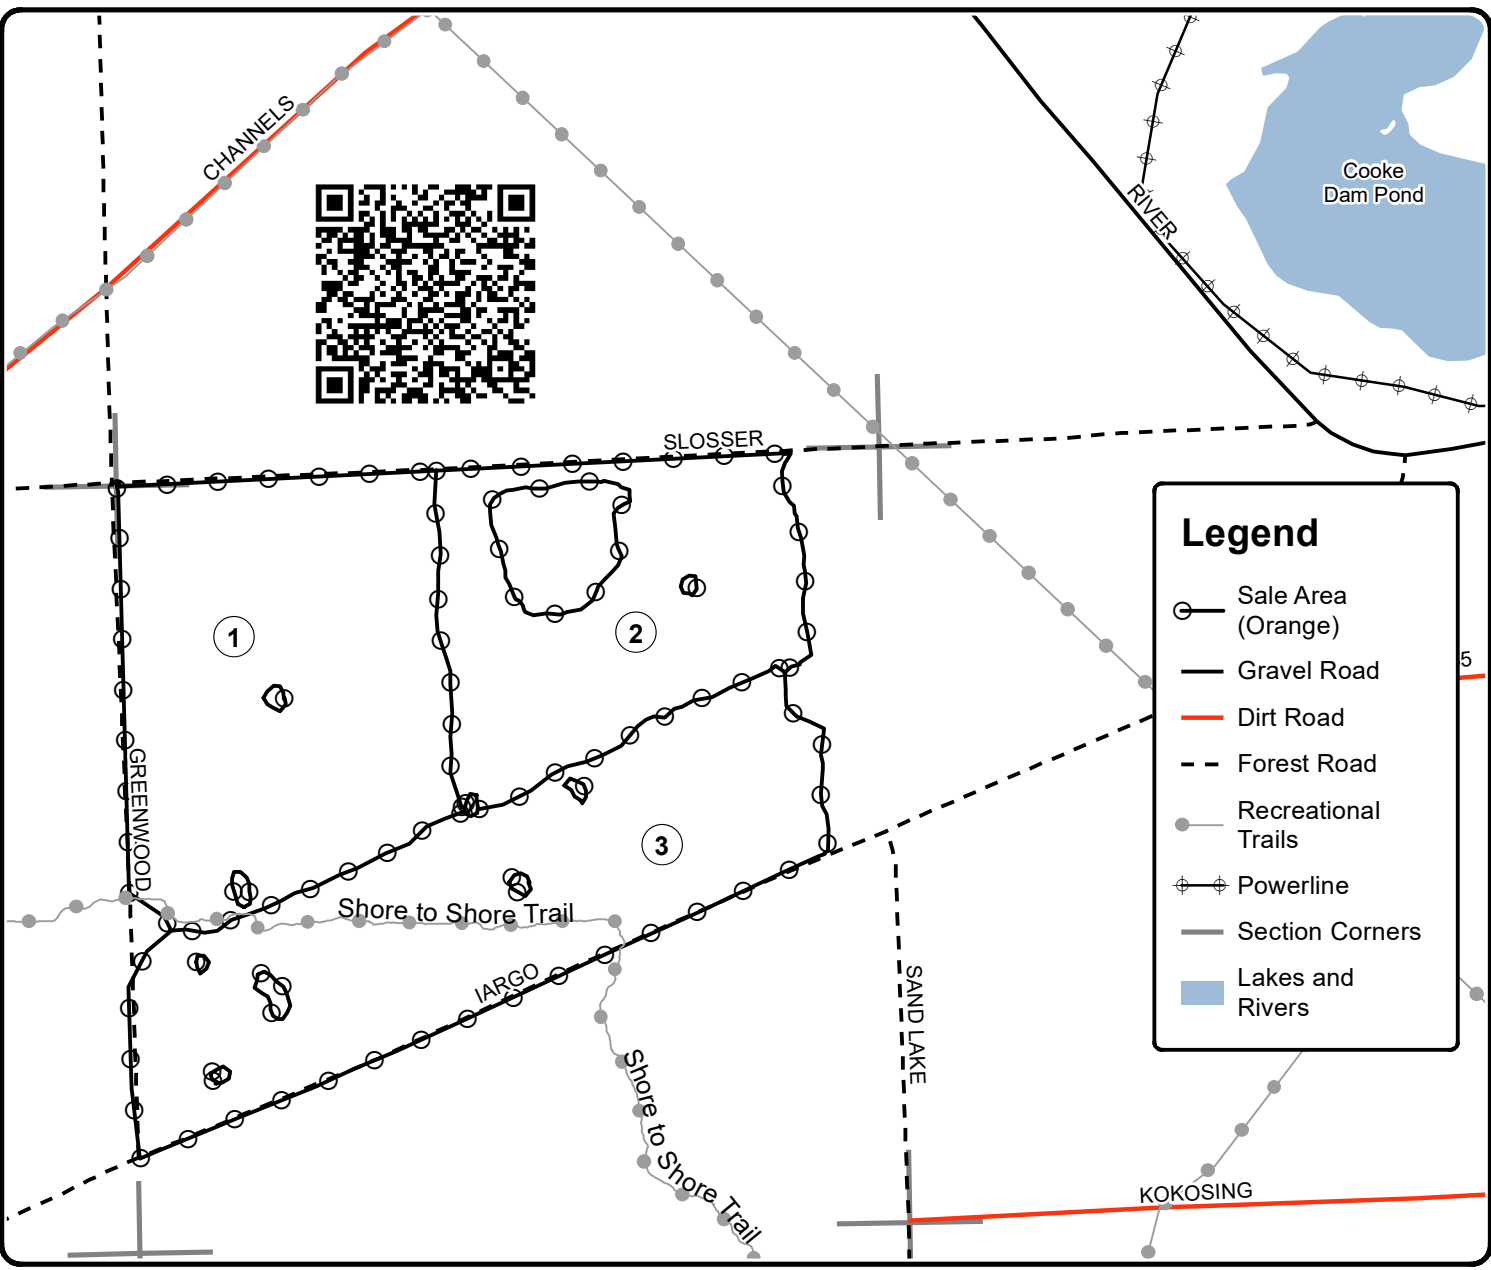 CHANNELS
RIVER
Cooke
Dam Pond
SLOSSER
1
2
3
GREENWOOD
Shore to Shore Trail
IARGO
SAND LAKE
Shore to Shore Trail
KOKOSING
5
Legend
Sale Area
(Orange)
Gravel Road
Dirt Road
Forest Road
Recreational
Trails
Powerline
Section Corners
Lakes and
Rivers